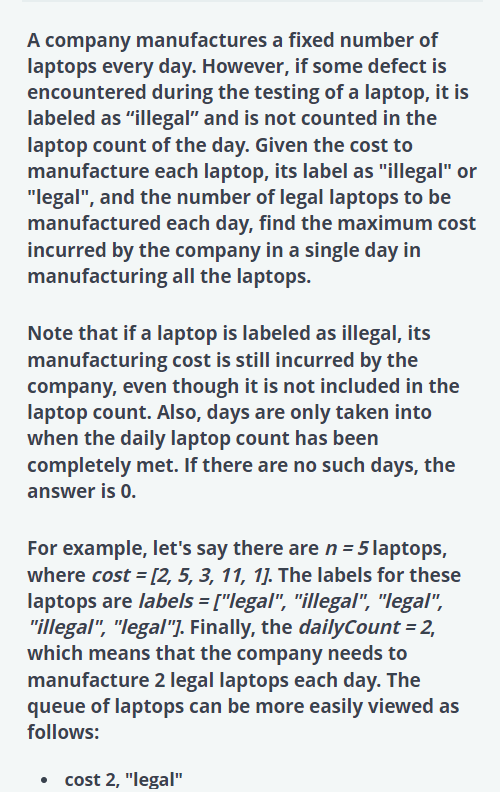 A company manufactures a fixed number of
laptops every day. However, if some defect is
encountered during the testing of a laptop, it is
labeled as “illegal” and is not counted in the
laptop count of the day. Given the cost to
manufacture each laptop, its label as "illegal" or
"legal", and the number of legal laptops to be
manufactured each day, find the maximum cost
incurred by the company in a single day in
manufacturing all the laptops.
Note that if a laptop is labeled as illegal, its
manufacturing cost is still incurred by the
company, even though it is not included in the
laptop count. Also, days are only taken into
when the daily laptop count has been
completely met. If there are no such days, the
answer is 0.
For example, let's say there are n = 5 laptops,
where cost = [2, 5, 3, 11, 1]. The labels for these
laptops are labels = ["legal", "illegal", "legal",
"illegal", "legal"]. Finally, the dailyCount = 2,
which means that the company needs to
manufacture 2 legal laptops each day. The
queue of laptops can be more easily viewed as
follows:
• cost 2, "legal"